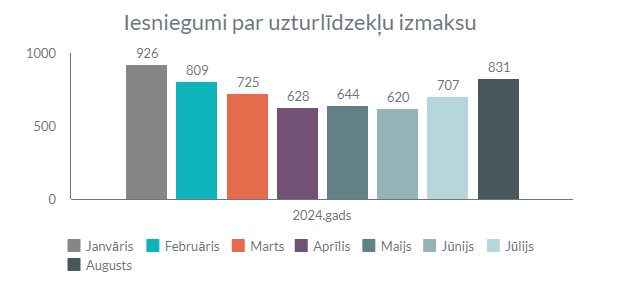 Iesniegumi par uzturlīdzekļu izmaksu
1000
500
0
926
809
725
628
644
620
707
831
2024.gads
Janvāris Februāris Marts Aprīlis Maijs Jūnijs Jūlijs
Augusts